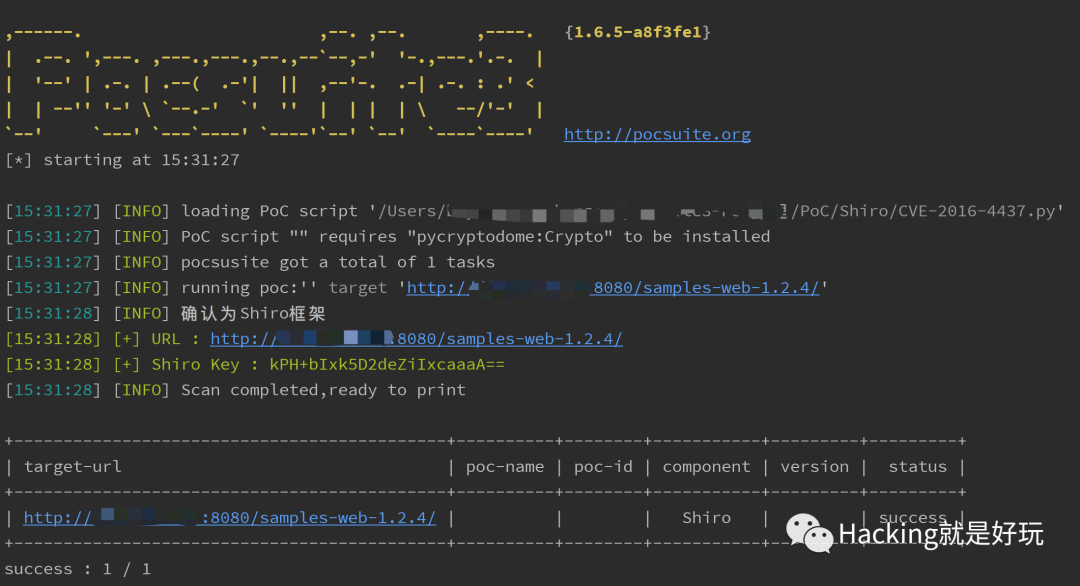 {1.6.5-a8f3fe1}
http://pocsuite.org
[*] starting at 15:31:27
[15:31:27] [INFO] loading PoC script '/Users/ /PoC/Shiro/CVE-2016-4437.py'
[15:31:27] [INFO] PoC script "" requires "pycryptodome:Crypto" to be installed
[15:31:27] [INFO] pocsusite got a total of 1 tasks
[15:31:27] [INFO] running poc:'' target 'http:// 8080/samples-web-1.2.4/'
[15:31:28] [INFO] 确认为Shiro框架
[15:31:28] [+] URL : http:// :8080/samples-web-1.2.4/
[15:31:28] [+] Shiro Key : kPH+bIxk5D2deZiIxcaaaA==
[15:31:28] [INFO] Scan completed,ready to print
| target-url | poc-name | poc-id | component | version | status |
| http:// :8080/samples-web-1.2.4/ | | | Shiro | | success |
Hacking就是好玩
success : 1 / 1